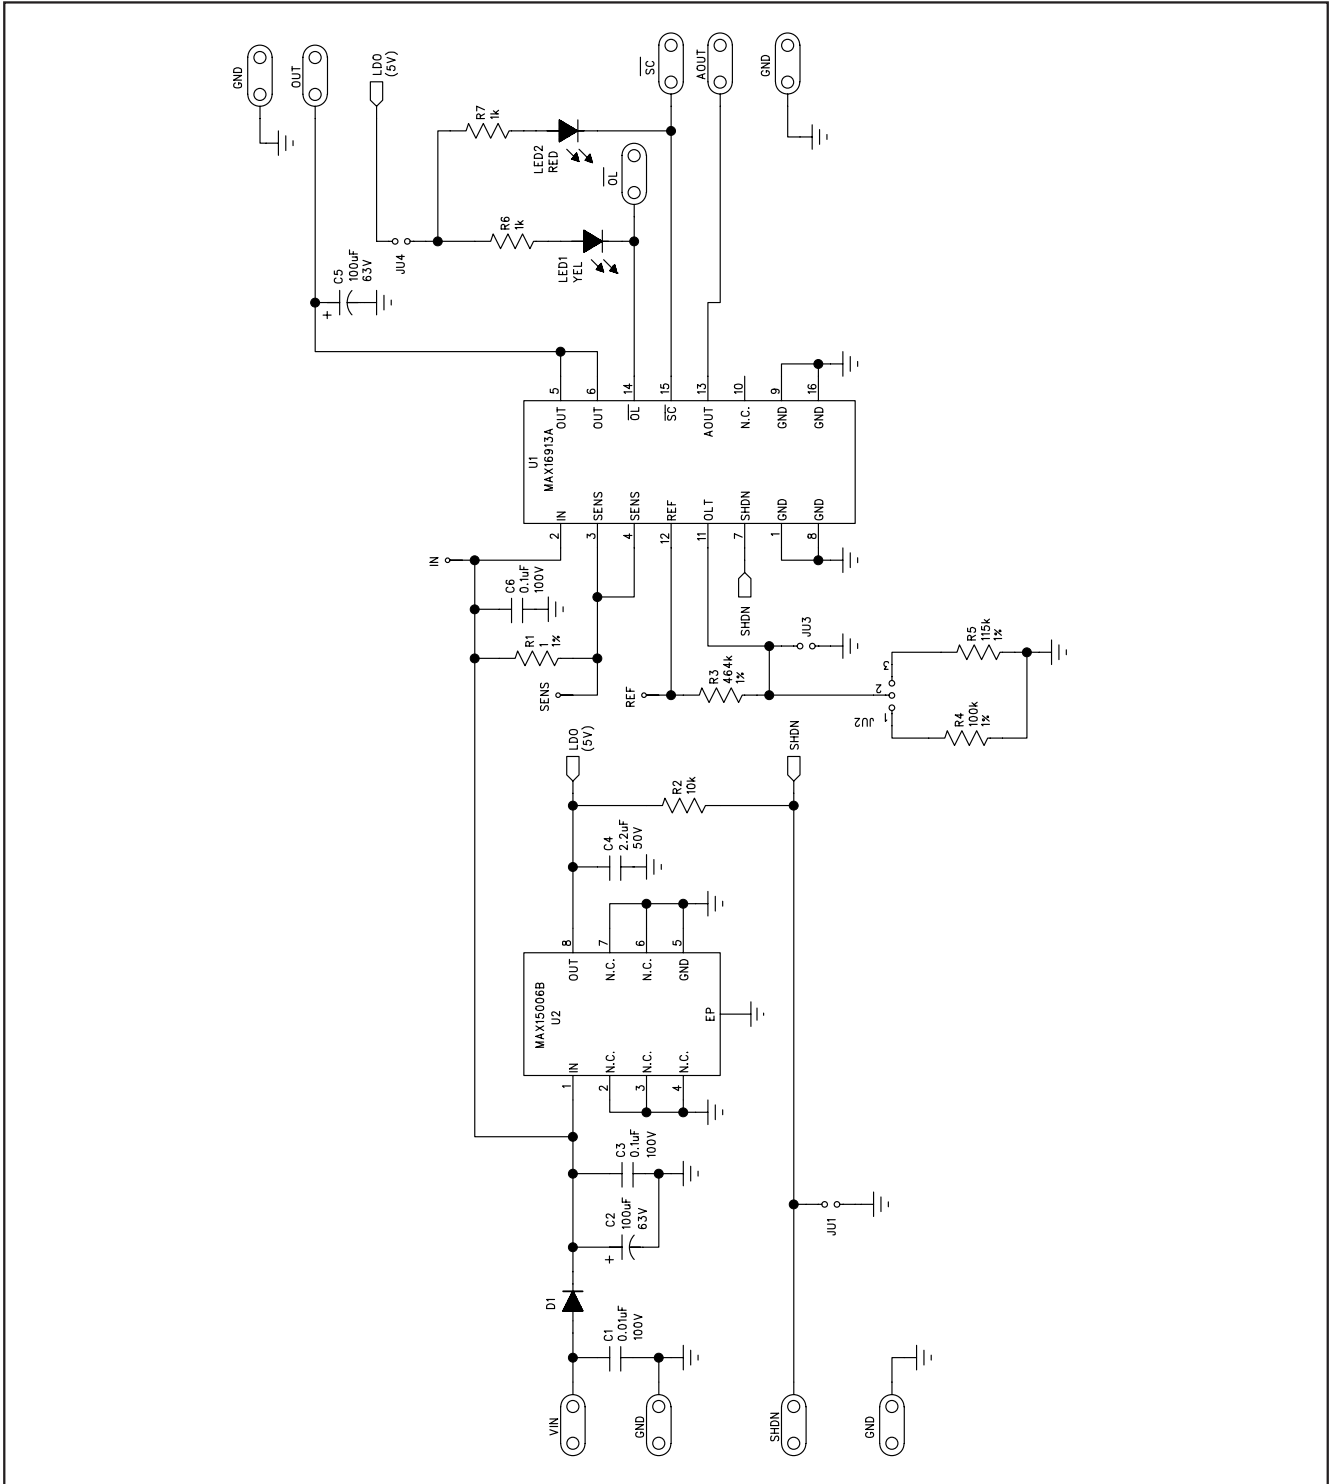 VIN
GND
SHDN
GND
C1
0.01uF
100V
D1
+
C2
100uF
63V
C3
0.1uF
100V
JU1
MAX15006B
U2
1
IN
2
N.C.
3
N.C.
4
N.C.
EP
8
OUT
7
N.C.
6
N.C.
5
GND
C4
2.2uF
50V
R2
10k
LDO
(5V)
SHDN
JU2
1
2
3
R4
100k
1%
R5
115k
1%
REF
R3
464k
1%
JU3
SHDN
SENS
R1
1
1%
C6
0.1uF
100V
IN
U1
MAX16913A
2
IN
3
SENS
4
SENS
12
REF
11
OLT
7
SHDN
1
GND
8
GND
5
OUT
6
OUT
14
OL
15
SC
13
AOUT
10
N.C.
9
GND
16
GND
+
C5
100uF
63V
JU4
LED1
YEL
R6
1k
LED2
RED
R7
1k
OL
LDO
(5V)
GND
OUT
SC
AOUT
GND